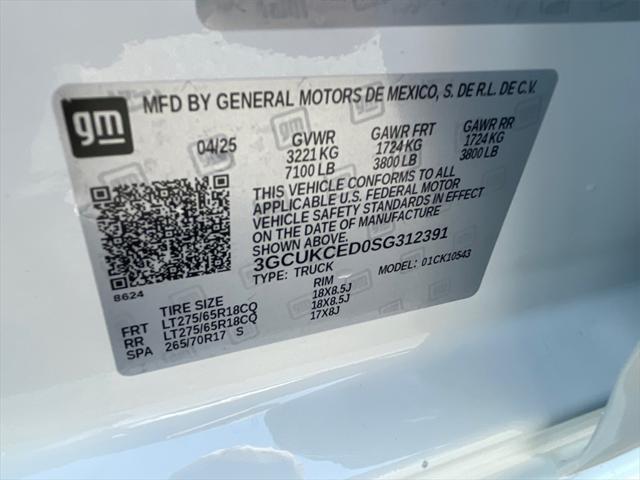 gm
MFD BY GENERAL MOTORS DE MEXICO, S. DE R.L. DE C.V.
04/25 GVWR GAWR FRT GAWR RR
3221 KG 1724 KG 1724 KG
7100 LB 3800 LB 3800 LB
THIS VEHICLE CONFORMS TO ALL
APPLICABLE U.S. FEDERAL MOTOR
VEHICLE SAFETY STANDARDS IN EFFECT
ON THE DATE OF MANUFACTURE
SHOWN ABOVE.
3GCUKCED0SG312391
TYPE: TRUCK MODEL: 01CK10543
8624
TIRE SIZE RIM
FRT LT275/65R18CQ 18X8.5J
RR LT275/65R18CQ 18X8.5J
SPA 265/70R17 S 17X8J